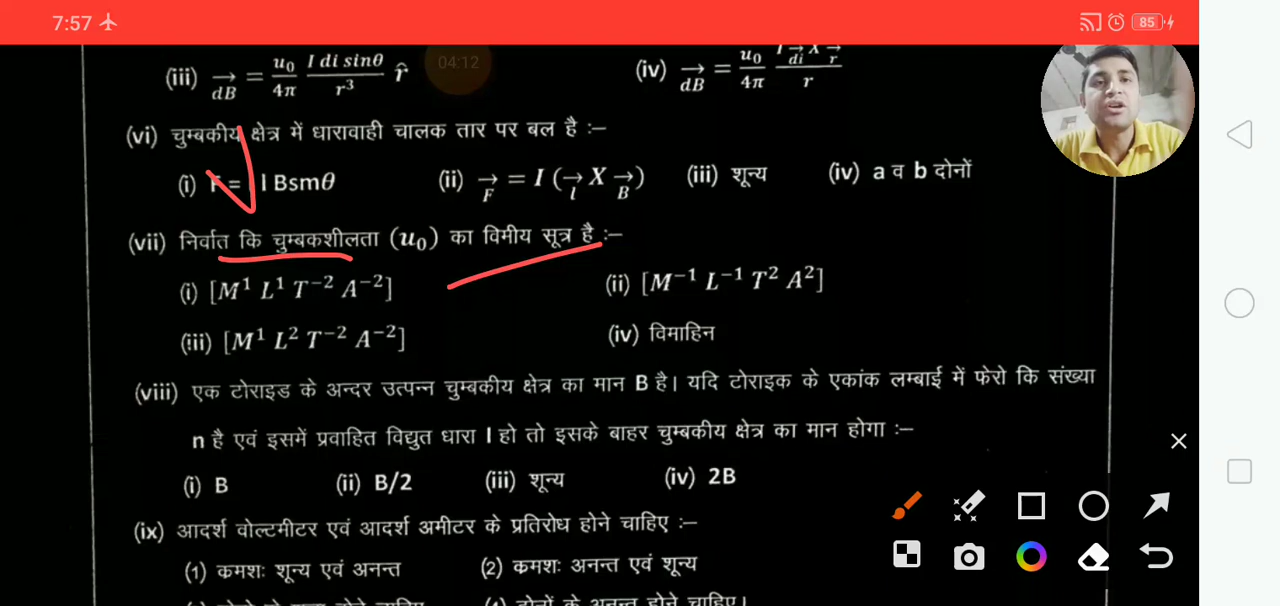 7:57
85
(iii) dB = u₀/4π I di sinθ/r³ r̂
04:12
(iv) dB = u₀/4π I di X r/r
(vi) चुम्बकीय क्षेत्र में धारावाही चालक तार पर बल है :–
(i) F = I l Bsmθ (ii) F = I (l X B) (iii) शून्य (iv) a व b दोनों
(vii) निर्वात कि चुम्बकशीलता (u₀) का विमीय सूत्र है :–
(i) [M¹ L¹ T⁻² A⁻²] (ii) [M⁻¹ L⁻¹ T² A²]
(iii) [M¹ L² T⁻² A⁻²] (iv) विमाहिन
(viii) एक टोराइड के अन्दर उत्पन्न चुम्बकीय क्षेत्र का मान B है। यदि टोराइक के एकांक लम्बाई में फेरो कि संख्या
n है एवं इसमें प्रवाहित विद्युत धारा I हो तो इसके बाहर चुम्बकीय क्षेत्र का मान होगा :–
(i) B (ii) B/2 (iii) शून्य (iv) 2B
(ix) आदर्श वोल्टमीटर एवं आदर्श अमीटर के प्रतिरोध होने चाहिए :–
(1) क्रमशः शून्य एवं अनन्त (2) क्रमशः अनन्त एवं शून्य